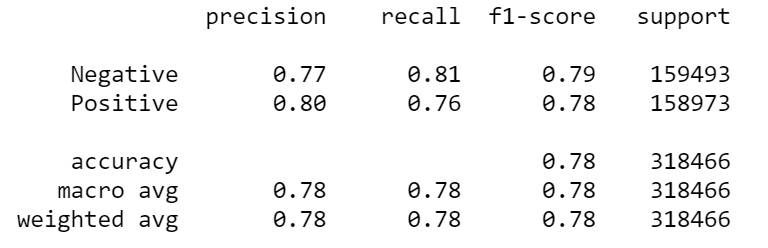 precision recall f1-score support
Negative 0.77 0.81 0.79 159493
Positive 0.80 0.76 0.78 158973
accuracy 0.78 318466
macro avg 0.78 0.78 0.78 318466
weighted avg 0.78 0.78 0.78 318466